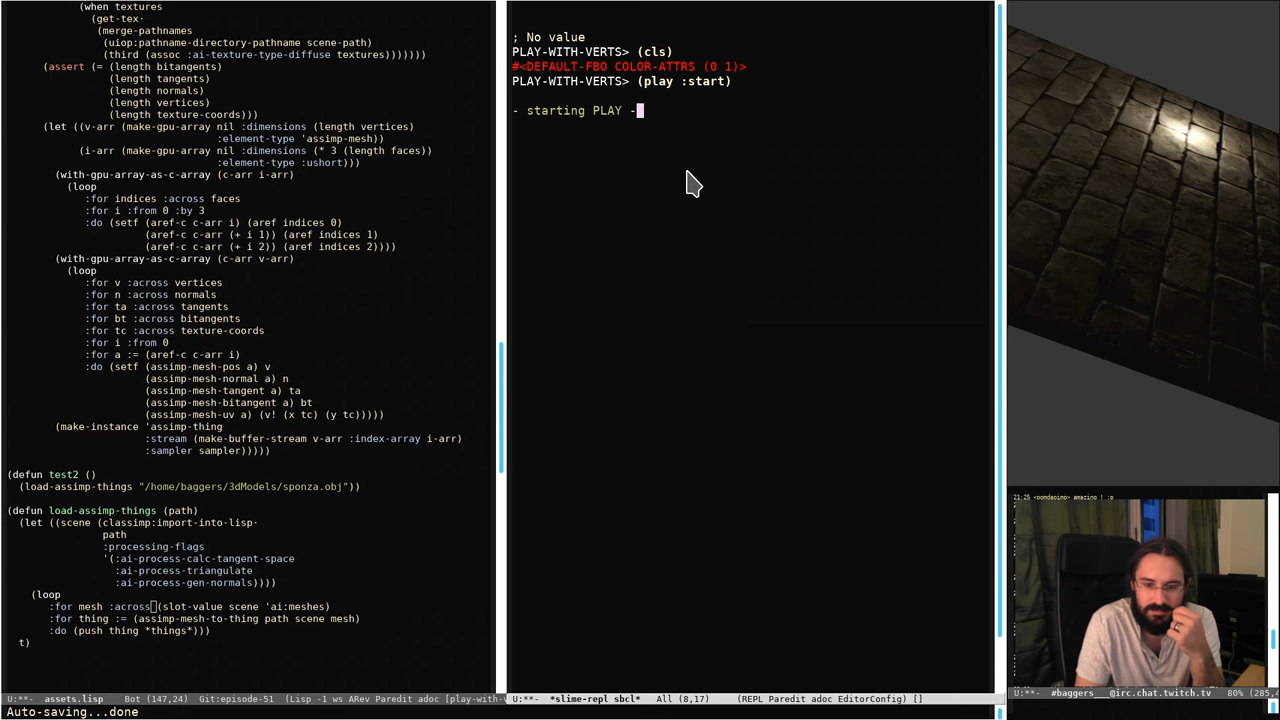 (when textures
(get-tex·
(merge-pathnames
(uiop:pathname-directory-pathname scene-path)
(third (assoc :ai-texture-type-diffuse textures)))))))
(assert (= (length bitangents)
(length tangents)
(length normals)
(length vertices)
(length texture-coords)))
(let ((v-arr (make-gpu-array nil :dimensions (length vertices)
:element-type 'assimp-mesh))
(i-arr (make-gpu-array nil :dimensions (* 3 (length faces))
:element-type :ushort)))
(with-gpu-array-as-c-array (c-arr i-arr)
(loop
:for indices :across faces
:for i :from 0 :by 3
:do (setf (aref-c c-arr i) (aref indices 0)
(aref-c c-arr (+ i 1)) (aref indices 1)
(aref-c c-arr (+ i 2)) (aref indices 2))))
(with-gpu-array-as-c-array (c-arr v-arr)
(loop
:for v :across vertices
:for n :across normals
:for ta :across tangents
:for bt :across bitangents
:for tc :across texture-coords
:for i :from 0
:for a := (aref-c c-arr i)
:do (setf (assimp-mesh-pos a) v
(assimp-mesh-normal a) n
(assimp-mesh-tangent a) ta
(assimp-mesh-bitangent a) bt
(assimp-mesh-uv a) (v! (x tc) (y tc)))))
(make-instance 'assimp-thing
:stream (make-buffer-stream v-arr :index-array i-arr)
:sampler sampler)))))
(defun test2 ()
(load-assimp-things "/home/baggers/3dModels/sponza.obj"))
(defun load-assimp-things (path)
(let ((scene (classimp:import-into-lisp·
path
:processing-flags
'(:ai-process-calc-tangent-space
:ai-process-triangulate
:ai-process-gen-normals))))
(loop
:for mesh :across (slot-value scene 'ai:meshes)
:for thing := (assimp-mesh-to-thing path scene mesh)
:do (push thing *things*)))
t)
U:**- assets.lisp Bot (147,24) Git:episode-51 (Lisp -1 ws ARev Paredit adoc [play-with-v
Auto-saving...done
; No value
PLAY-WITH-VERTS> (cls)
#<DEFAULT-FBO COLOR-ATTRS (0 1)>
PLAY-WITH-VERTS> (play :start)
- starting PLAY -
U:**- *slime-repl sbcl* All (8,17) (REPL Paredit adoc EditorConfig) []
21:25 amazing ! :o
U:**- #baggers___@irc.chat.twitch.tv 80% (285,